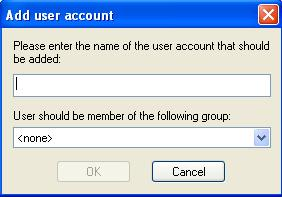 Add user account
Please enter the name of the user account that should
be added:
User should be member of the following group:
<none>
OK
Cancel